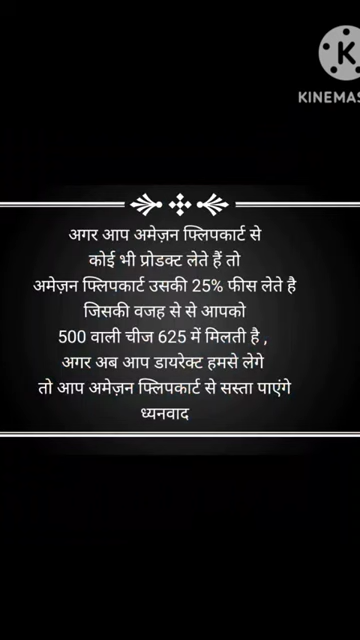 KINEMAS
अगर आप अमेज़न फ्लिपकार्ट से
कोई भी प्रोडक्ट लेते हैं तो
अमेज़न फ्लिपकार्ट उसकी 25% फीस लेते है
जिसकी वजह से से आपको
500 वाली चीज 625 में मिलती है ,
अगर अब आप डायरेक्ट हमसे लेगे
तो आप अमेज़न फ्लिपकार्ट से सस्ता पाएंगे
ध्यनवाद